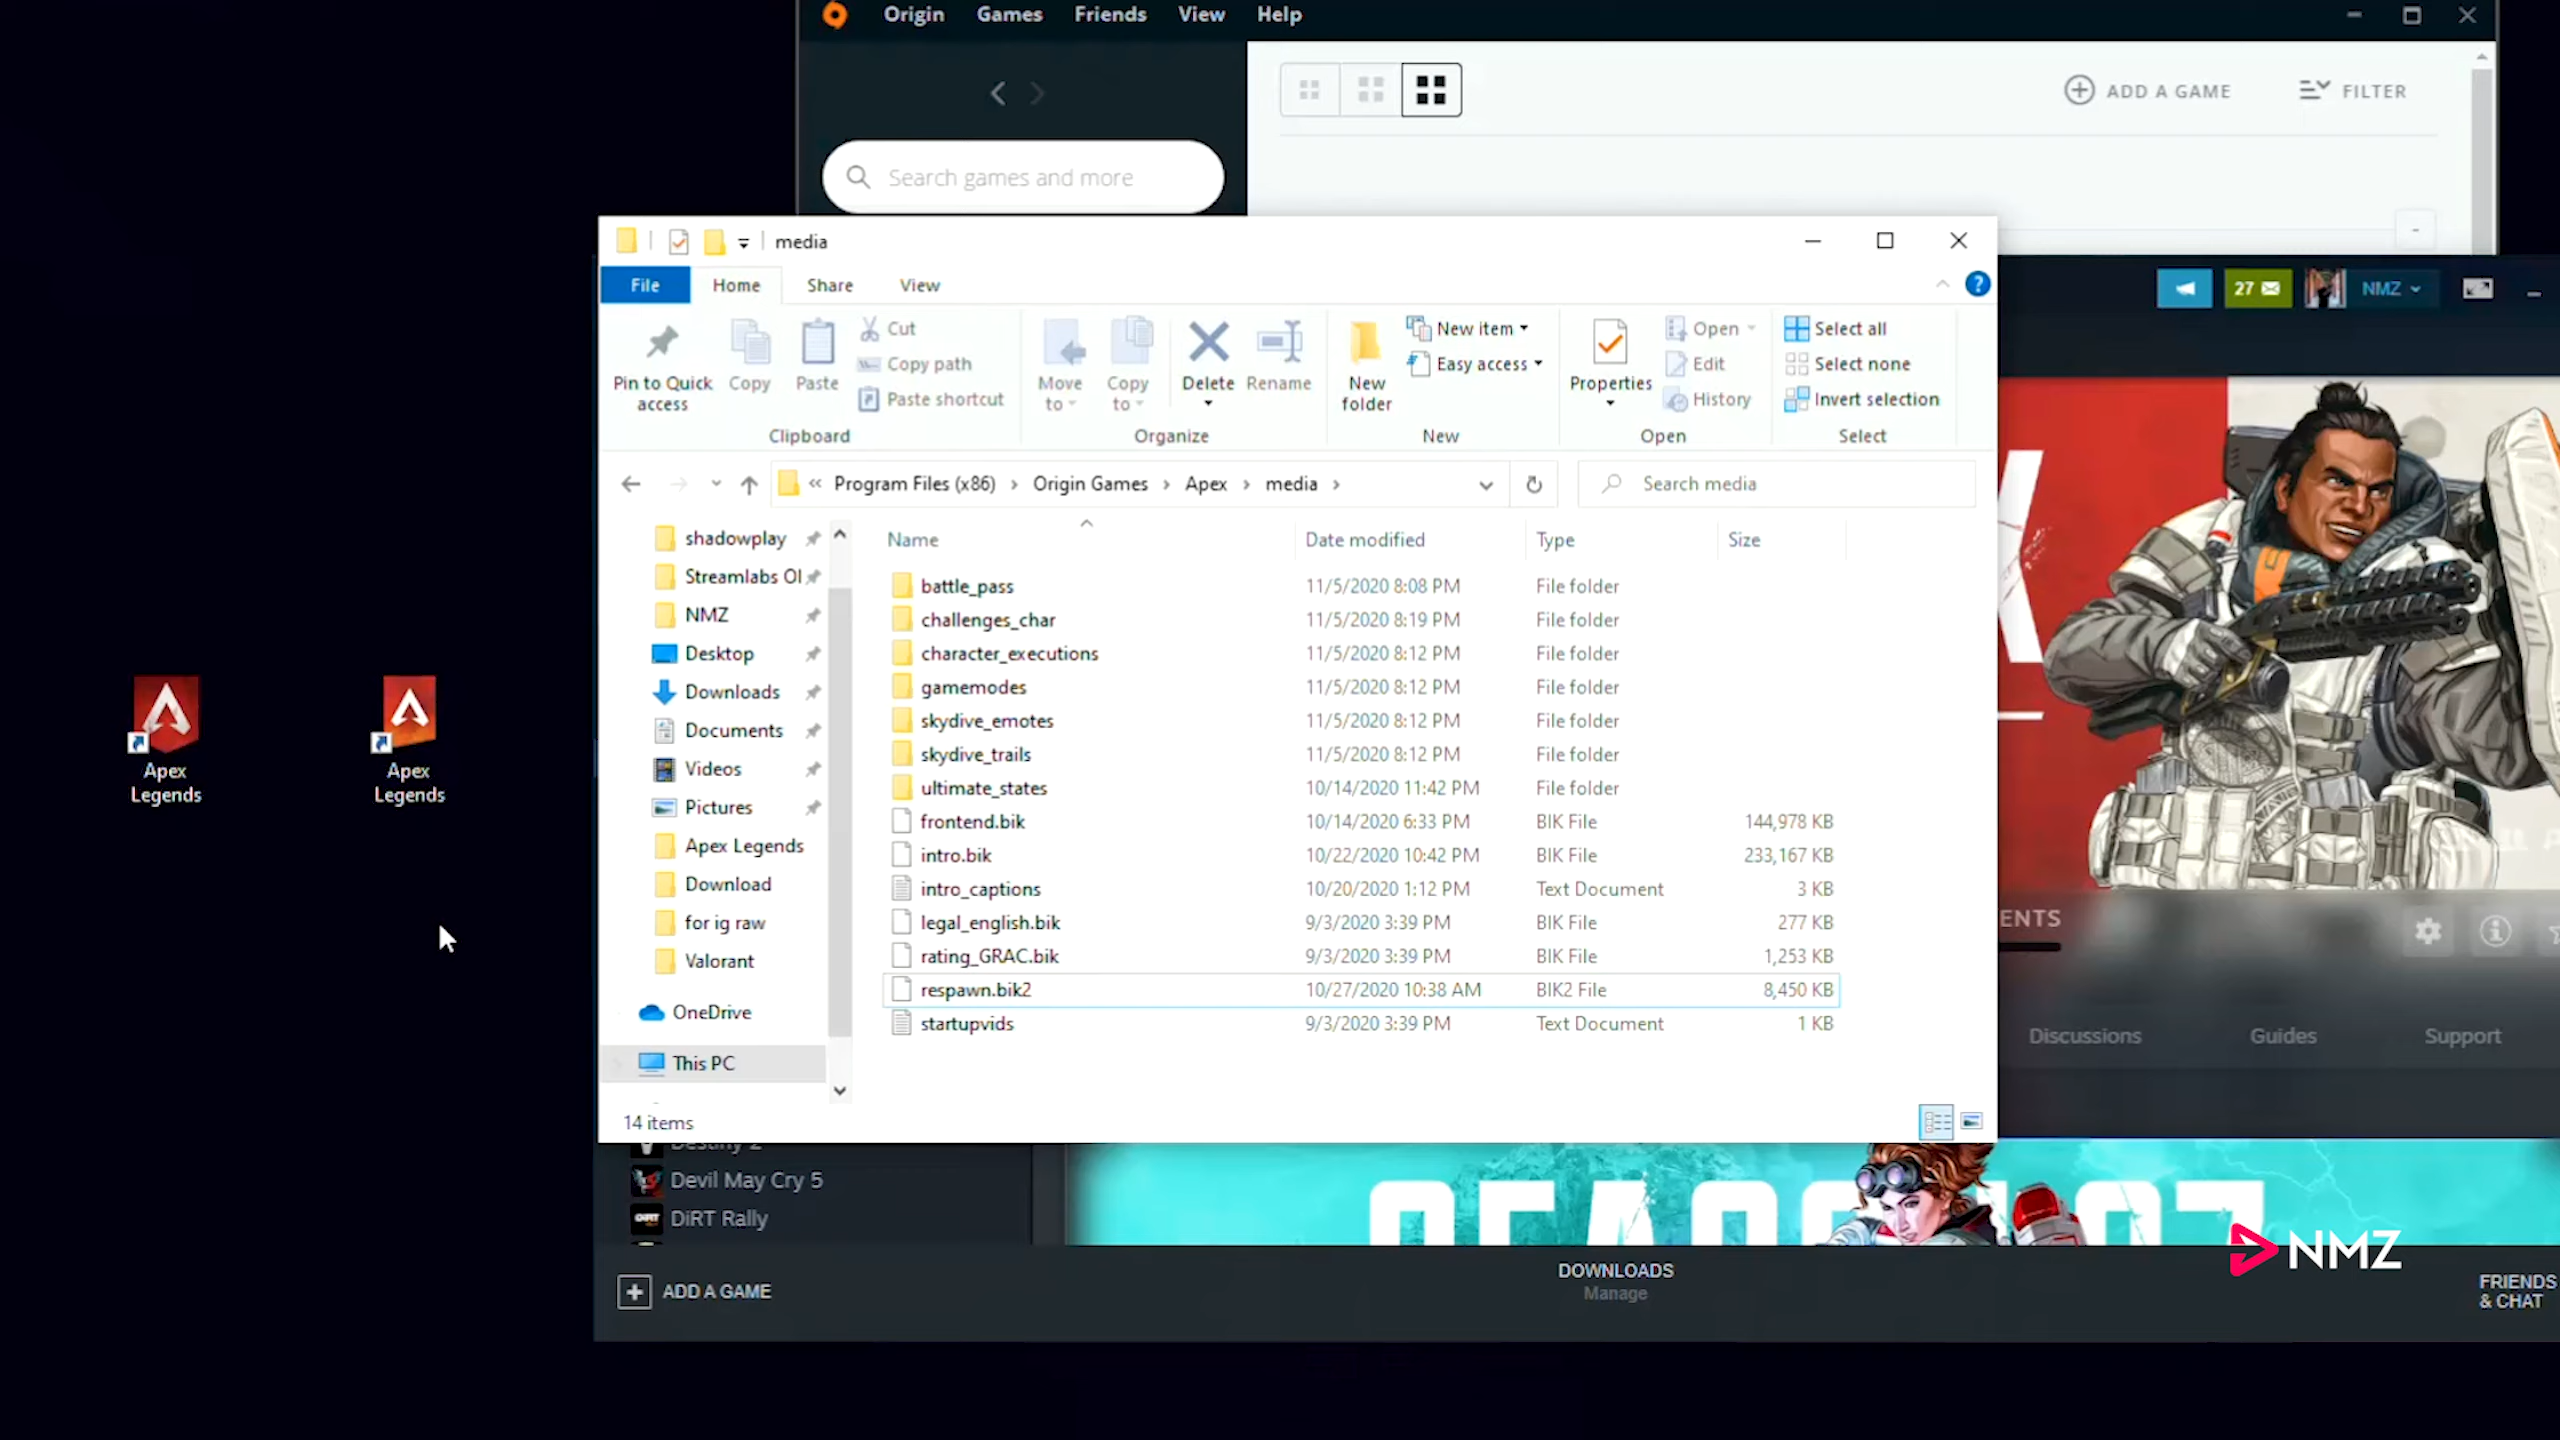 Origin Games Friends View Help
ADD A GAME FILTER
Search games and more
media
File Home Share View
27 NMZ
Pin to Quick access
Copy
Paste
Cut
Copy path
Paste shortcut
Clipboard
Move to
Copy to
Delete
Rename
Organize
New folder
New item
Easy access
New
Properties
Open
Edit
History
Open
Select all
Select none
Invert selection
Select
« Program Files (x86) › Origin Games › Apex › media ›
Search media
shadowplay
Streamlabs OI
NMZ
Desktop
Downloads
Documents
Videos
Pictures
Apex Legends
Download
for ig raw
Valorant
OneDrive
This PC
Name Date modified Type Size
battle_pass 11/5/2020 8:08 PM File folder
challenges_char 11/5/2020 8:19 PM File folder
character_executions 11/5/2020 8:12 PM File folder
gamemodes 11/5/2020 8:12 PM File folder
skydive_emotes 11/5/2020 8:12 PM File folder
skydive_trails 11/5/2020 8:12 PM File folder
ultimate_states 10/14/2020 11:42 PM File folder
frontend.bik 10/14/2020 6:33 PM BIK File 144,978 KB
intro.bik 10/22/2020 10:42 PM BIK File 233,167 KB
intro_captions 10/20/2020 1:12 PM Text Document 3 KB
legal_english.bik 9/3/2020 3:39 PM BIK File 277 KB
rating_GRAC.bik 9/3/2020 3:39 PM BIK File 1,253 KB
respawn.bik2 10/27/2020 10:38 AM BIK2 File 8,450 KB
startupvids 9/3/2020 3:39 PM Text Document 1 KB
14 items
Apex
Legends
Apex
Legends
ENTS
Discussions Guides Support
Destiny 2
Devil May Cry 5
DiRT Rally
NMZ
ADD A GAME
DOWNLOADS
Manage
FRIENDS
& CHAT